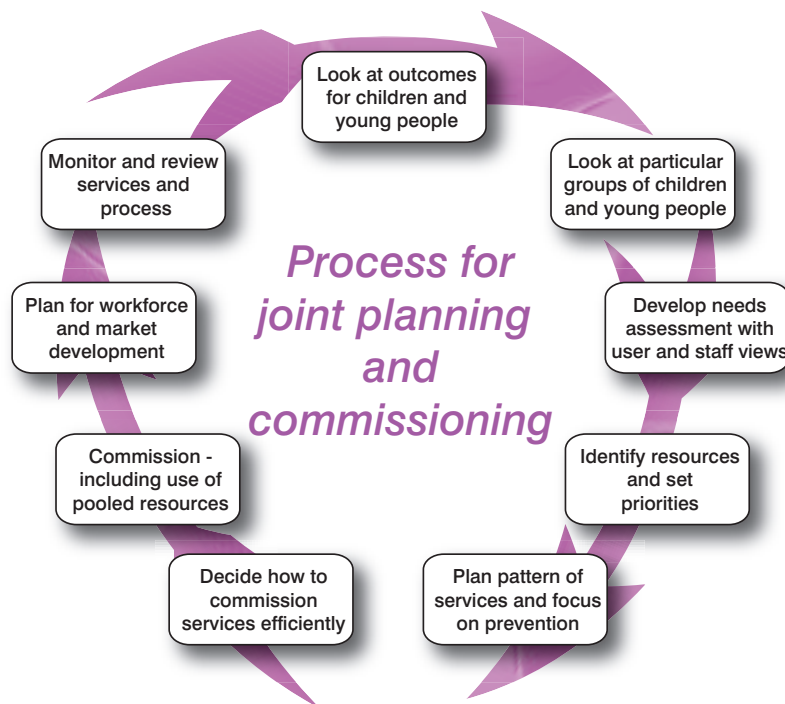 Look at outcomes
for children and
young people
Look at particular
groups of children
and young people
Develop needs
assessment with
user and staff views
Identify resources
and set
priorities
Plan pattern of
services and focus
on prevention
Decide how to
commission
services efficiently
Commission -
including use of
pooled resources
Plan for workforce
and market
development
Monitor and review
services and
process
Process for
joint planning
and
commissioning